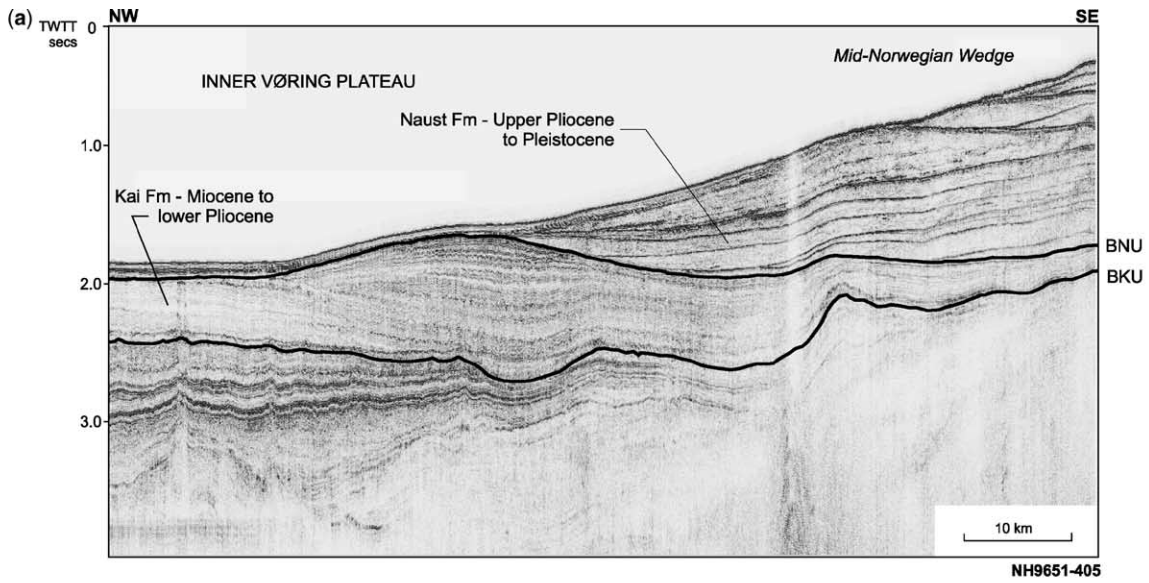 (a)
TWTT
secs
0
NW
SE
Mid-Norwegian Wedge
INNER VØRING PLATEAU
Naust Fm - Upper Pliocene
to Pleistocene
1.0
Kai Fm - Miocene to
lower Pliocene
BNU
BKU
2.0
3.0
10 km
NH9651-405